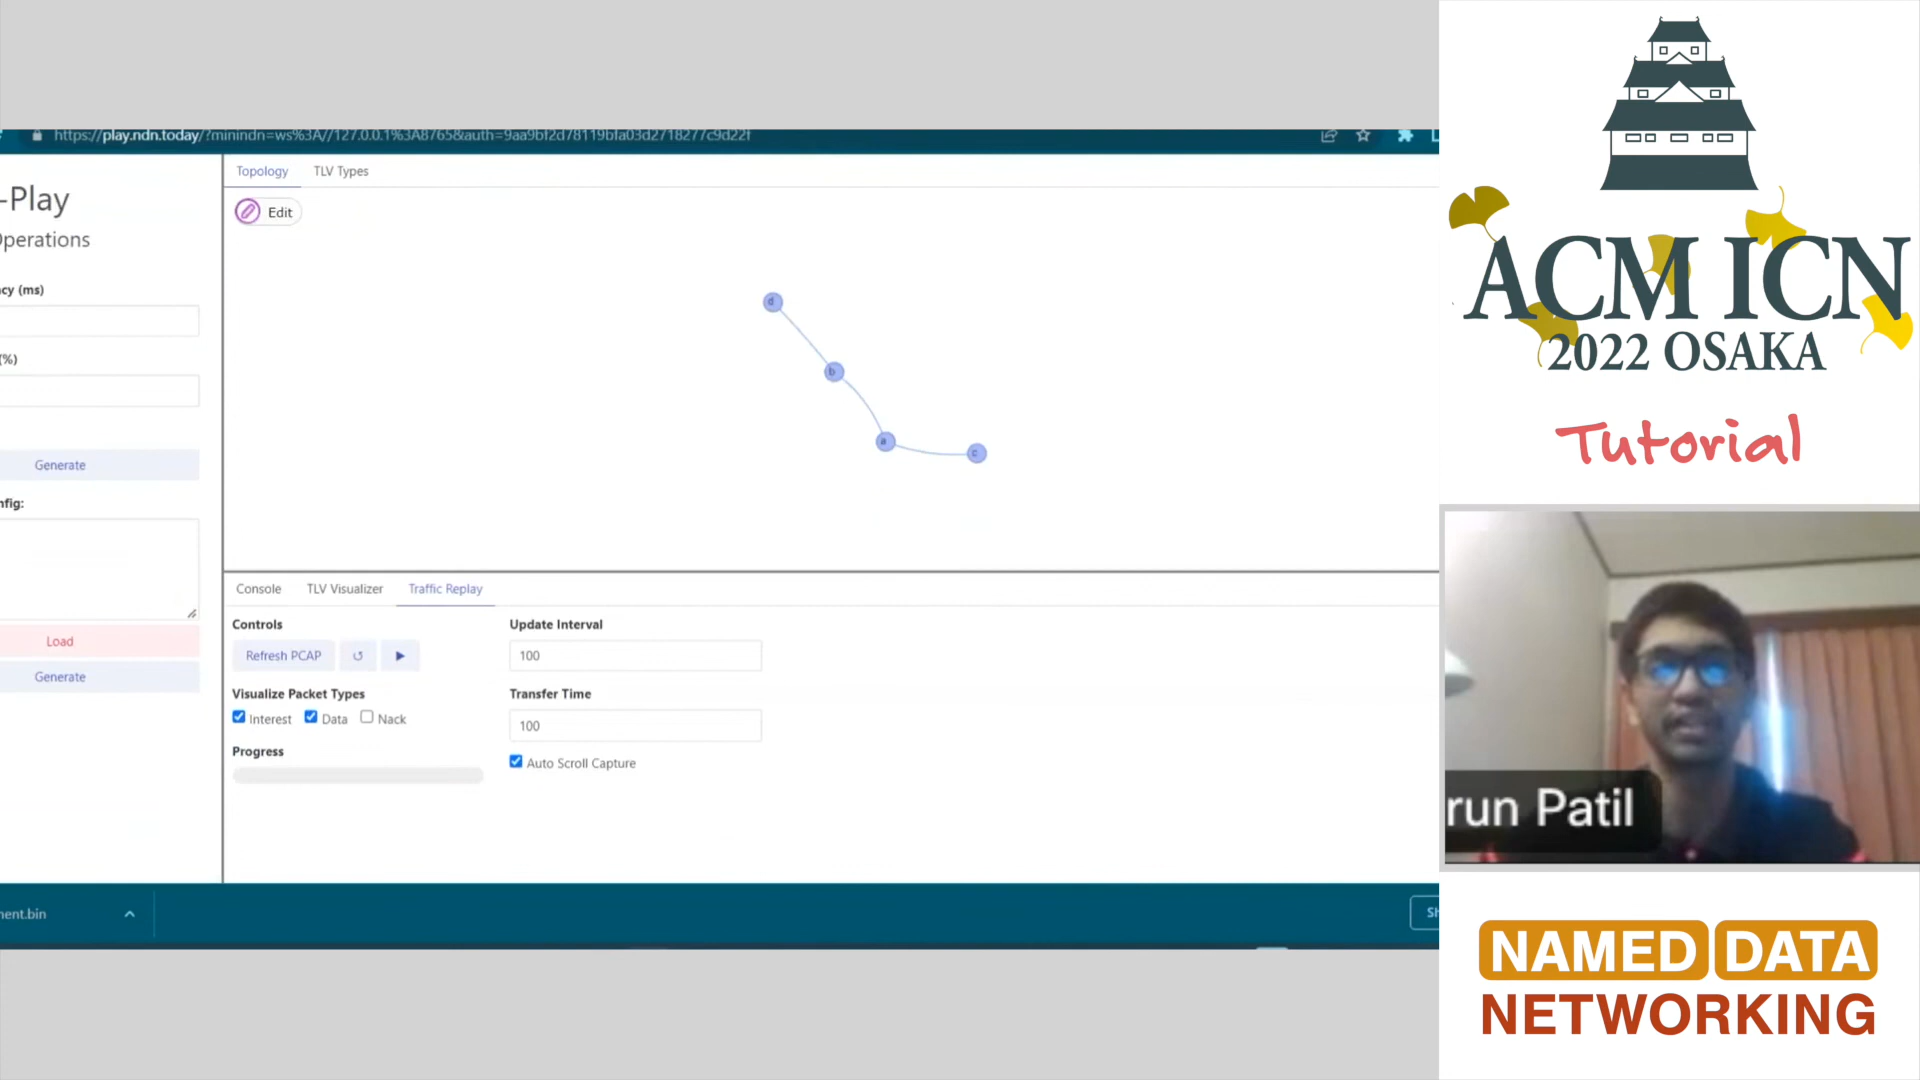 https://play.ndn.today/?minindn=ws%3A//127.0.0.1%3A8765&auth=9aa9bf2d78119bfa03d2718277c9d22f
-Play
Operations
cy (ms)
(%)
Generate
nfig:
Load
Generate
Topology
TLV Types
Edit
d
b
a
c
Console
TLV Visualizer
Traffic Replay
Controls
Refresh PCAP
Visualize Packet Types
Interest
Data
Nack
Progress
Update Interval
100
Transfer Time
100
Auto Scroll Capture
ment.bin
Sh
ACM ICN
2022 OSAKA
Tutorial
run Patil
NAMED DATA
NETWORKING